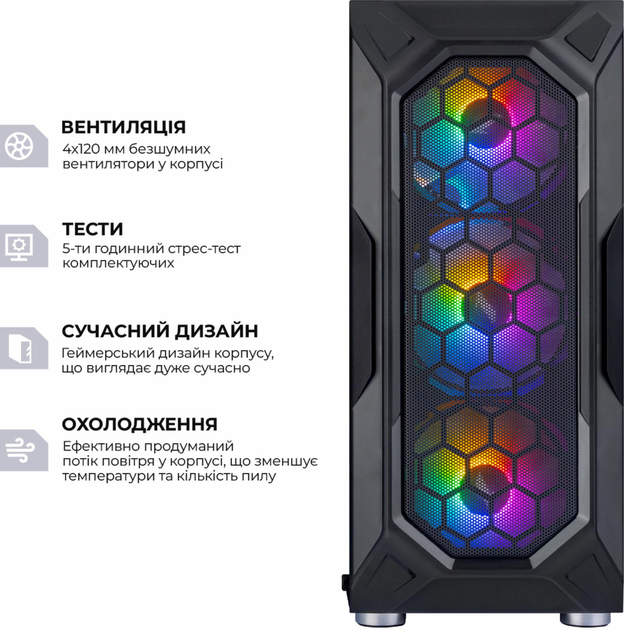 ВЕНТИЛЯЦІЯ
4x120 мм безшумних
вентилятори у корпусі
ТЕСТИ
5-ти годинний стрес-тест
комплектуючих
СУЧАСНИЙ ДИЗАЙН
Геймерський дизайн корпусу,
що виглядає дуже сучасно
ОХОЛОДЖЕННЯ
Ефективно продуманий
потік повітря у корпусі, що зменшує
температури та кількість пилу